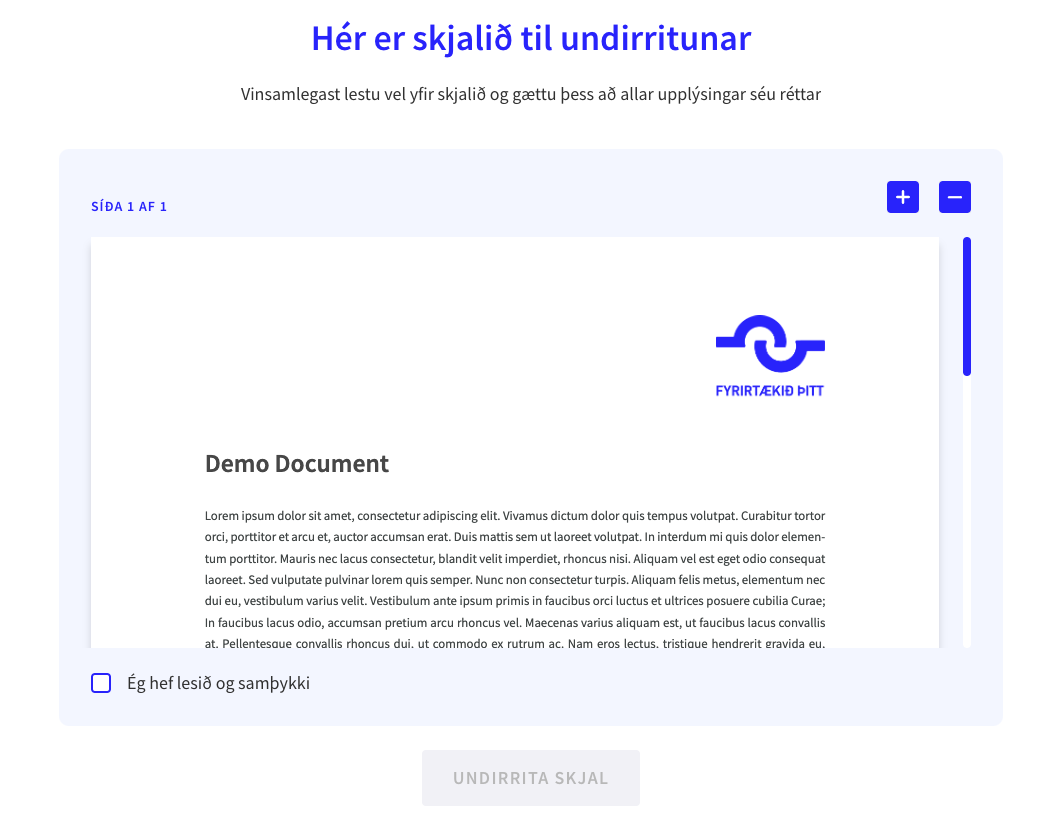 Hér er skjalið til undirritunar
Vinsamlegast lestu vel yfir skjalið og gættu þess að allar upplýsingar séu réttar
SÍÐA 1 AF 1
FYRIRTÆKIÐ ÞITT
Demo Document
Lorem ipsum dolor sit amet, consectetur adipiscing elit. Vivamus dictum dolor quis tempus volutpat. Curabitur tortor
orci, porttitor et arcu et, auctor accumsan erat. Duis mattis sem ut laoreet volutpat. In interdum mi quis dolor elemen-
tum porttitor. Mauris nec lacus consectetur, blandit velit imperdiet, rhoncus nisi. Aliquam vel est eget odio consequat
laoreet. Sed vulputate pulvinar lorem quis semper. Nunc non consectetur turpis. Aliquam felis metus, elementum nec
dui eu, vestibulum varius velit. Vestibulum ante ipsum primis in faucibus orci luctus et ultrices posuere cubilia Curae;
In faucibus lacus odio, accumsan pretium arcu rhoncus vel. Maecenas varius aliquam est, ut faucibus lacus convallis
at. Pellentesque convallis rhoncus dui, ut commodo ex rutrum ac. Nam eros lectus, tristique hendrerit gravida eu,
Ég hef lesið og samþykki
UNDIRRITA SKJAL